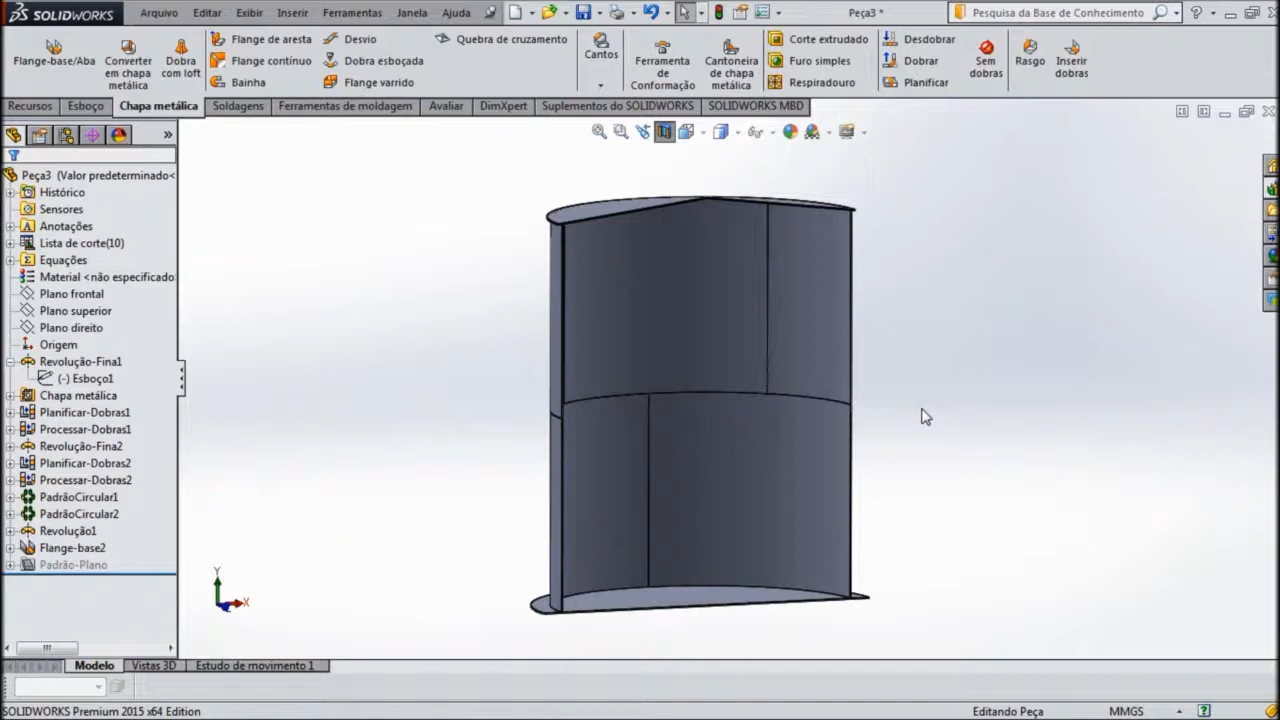 SOLIDWORKS Arquivo Editar Exibir Inserir Ferramentas Janela Ajuda Peça3 * Pesquisa da Base de Conhecimento ?
Flange-base/Aba
Converter em chapa metálica
Dobra com loft
Flange de aresta
Flange contínuo
Bainha
Desvio
Dobra esboçada
Flange varrido
Quebra de cruzamento
Cantos
Ferramenta de Conformação
Cantoneira de chapa metálica
Corte extrudado
Furo simples
Respiradouro
Desdobrar
Dobrar
Planificar
Sem dobras
Rasgo
Inserir dobras
Recursos Esboço Chapa metálica Soldagens Ferramentas de moldagem Avaliar DimXpert Suplementos do SOLIDWORKS SOLIDWORKS MBD
»
Peça3 (Valor predeterminado<
Histórico
Sensores
Anotações
Lista de corte(10)
Equações
Material <não especificado>
Plano frontal
Plano superior
Plano direito
Origem
Revolução-Fina1
(-) Esboço1
Chapa metálica
Planificar-Dobras1
Processar-Dobras1
Revolução-Fina2
Planificar-Dobras2
Processar-Dobras2
PadrãoCircular1
PadrãoCircular2
Revolução1
Flange-base2
Padrão-Plano
Y
X
Modelo Vistas 3D Estudo de movimento 1
SOLIDWORKS Premium 2015 x64 Edition Editando Peça MMGS ?